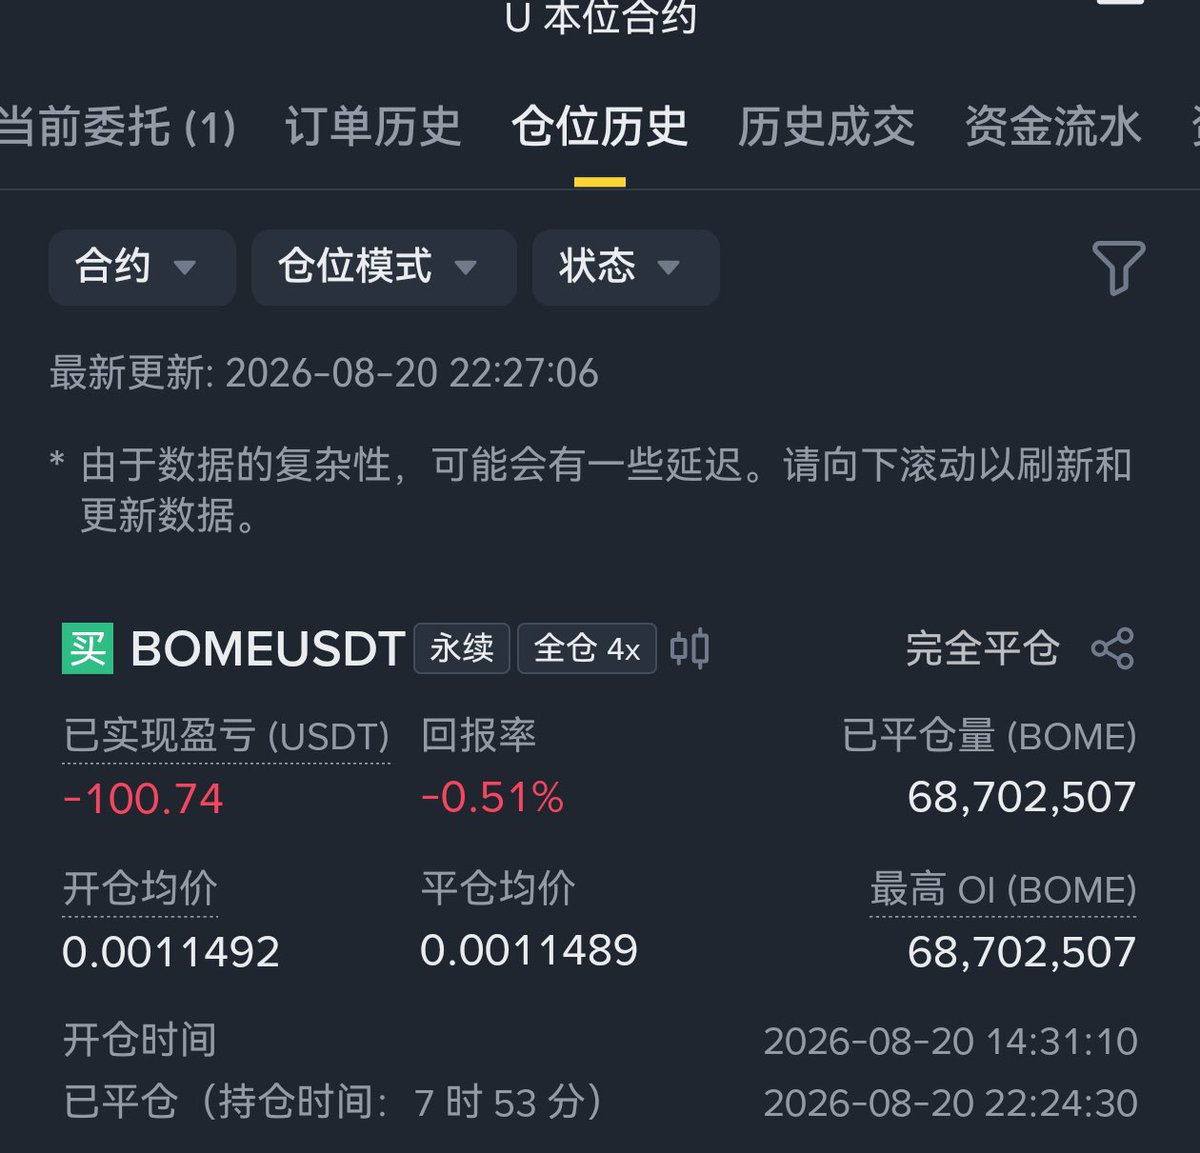 U 本位合约
当前委托 (1) 订单历史 仓位历史 历史成交 资金流水
合约 仓位模式 状态
最新更新: 2026-08-20 22:27:06
* 由于数据的复杂性，可能会有一些延迟。请向下滚动以刷新和
更新数据。
买 BOMEUSDT 永续 全仓 4x 完全平仓
已实现盈亏 (USDT) 回报率 已平仓量 (BOME)
-100.74 -0.51% 68,702,507
开仓均价 平仓均价 最高 OI (BOME)
0.0011492 0.0011489 68,702,507
开仓时间 2026-08-20 14:31:10
已平仓（持仓时间：7 时 53 分） 2026-08-20 22:24:30